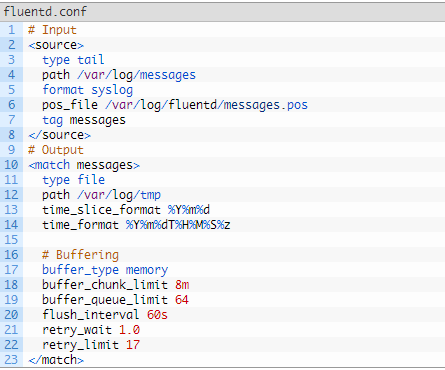 fluentd.conf
1 # Input
2 <source>
3   type tail
4   path /var/log/messages
5   format syslog
6   pos_file /var/log/fluentd/messages.pos
7   tag messages
8 </source>
9 # Output
10 <match messages>
11   type file
12   path /var/log/tmp
13   time_slice_format %Y%m%d
14   time_format %Y%m%dT%H%M%S%z
15
16   # Buffering
17   buffer_type memory
18   buffer_chunk_limit 8m
19   buffer_queue_limit 64
20   flush_interval 60s
21   retry_wait 1.0
22   retry_limit 17
23 </match>